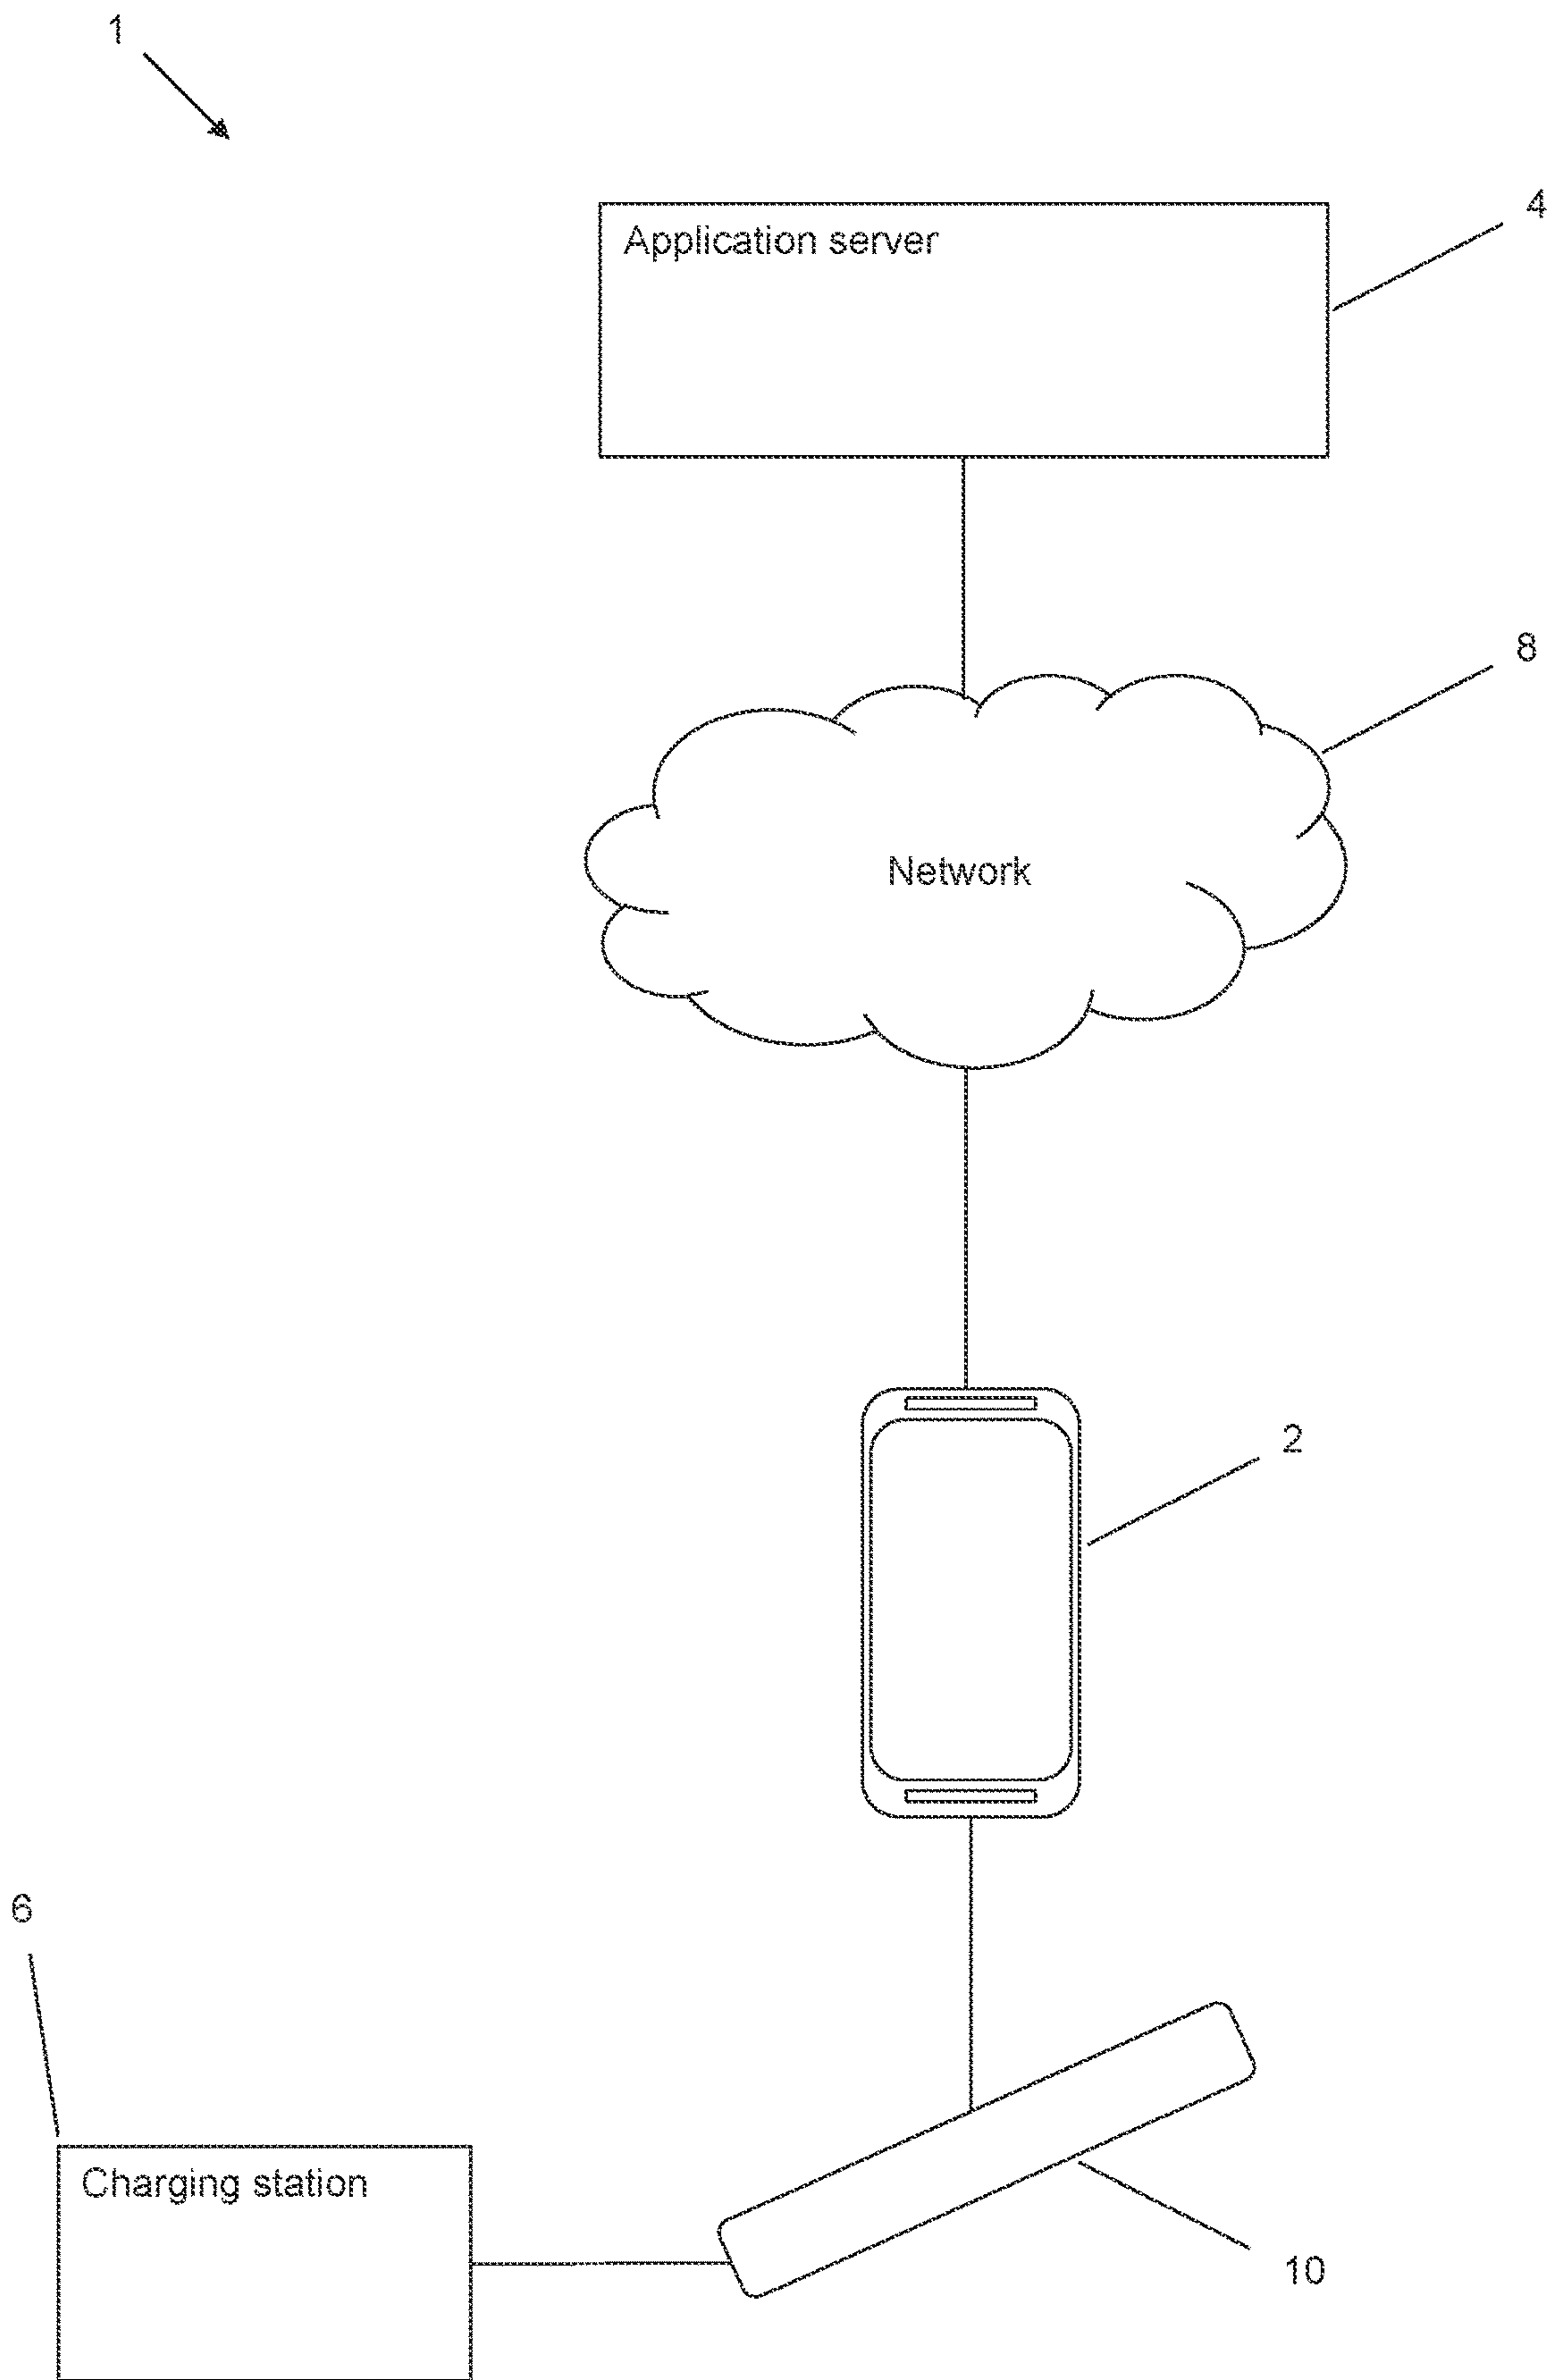 1
Application server
4
8
Network
2
6
Charging station
10